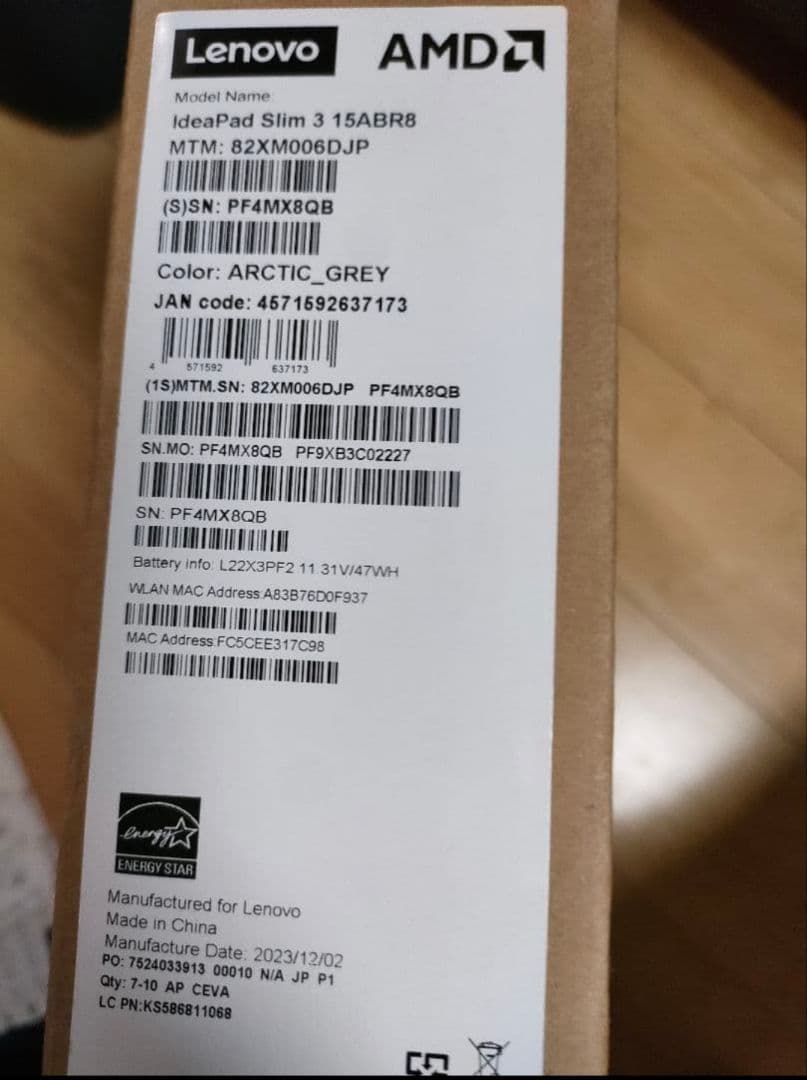 Lenovo AMD
Model Name:
IdeaPad Slim 3 15ABR8
MTM: 82XM006DJP
(S)SN: PF4MX8QB
Color: ARCTIC_GREY
JAN code: 4571592637173
4 571592 637173
(1S)MTM.SN: 82XM006DJP PF4MX8QB
SN.MO: PF4MX8QB PF9XB3C02227
SN: PF4MX8QB
Battery info: L22X3PF2 11.31V/47WH
WLAN MAC Address:A83B76D0F937
MAC Address:FC5CEE317C98
energy
ENERGY STAR
Manufactured for Lenovo
Made in China
Manufacture Date: 2023/12/02
PO: 7524033913 00010 N/A JP P1
Qty: 7-10 AP CEVA
LC PN:KS586811068